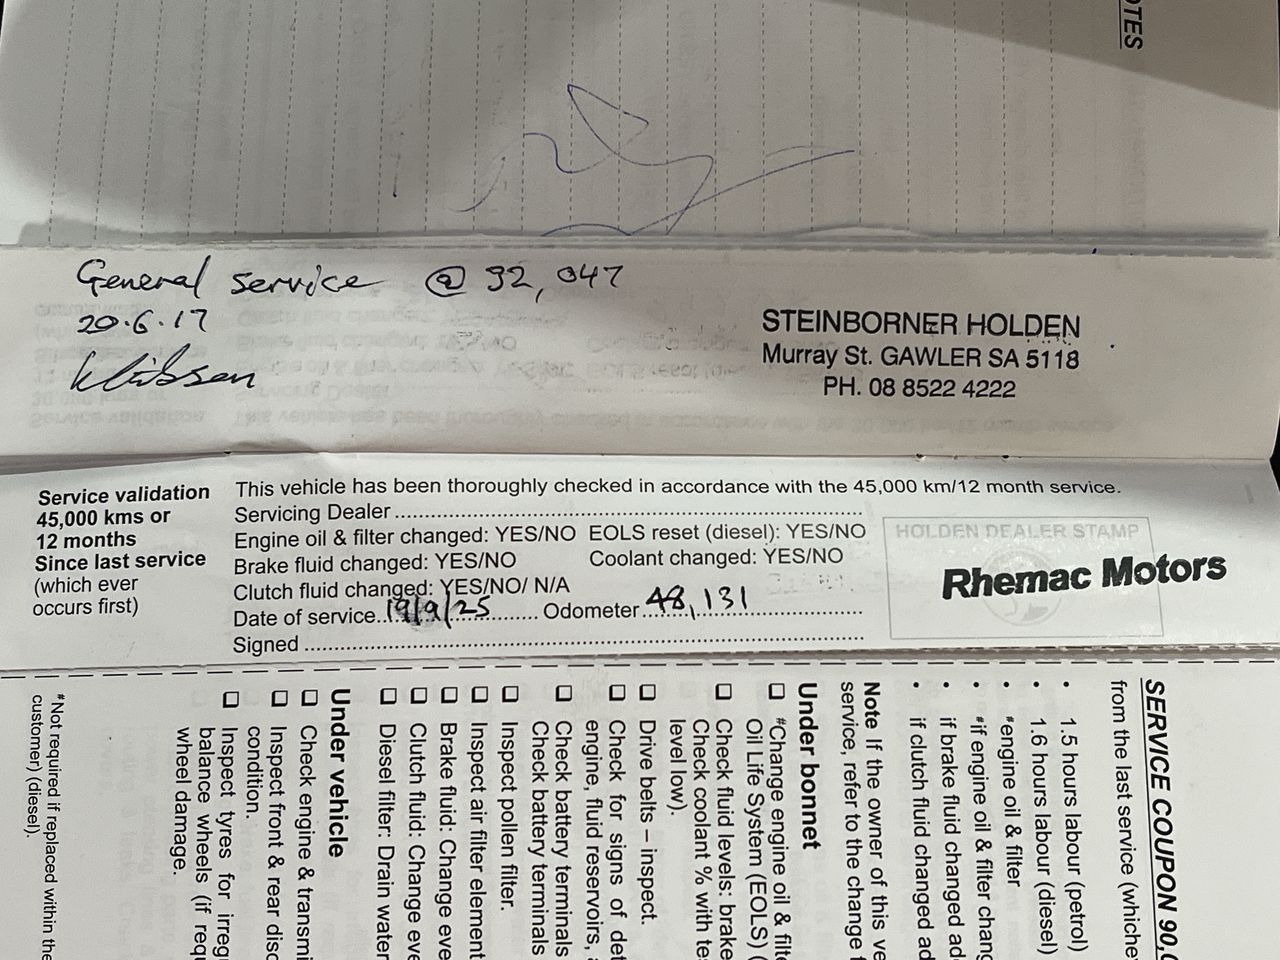 OTES
General service @ 32,047
20.6.17
STEINBORNER HOLDEN
Murray St. GAWLER SA 5118
PH. 08 8522 4222
Service validation
45,000 kms or
12 months
Since last service
(which ever
occurs first)
This vehicle has been thoroughly checked in accordance with the 45,000 km/12 month service.
Servicing Dealer
Engine oil & filter changed: YES/NO EOLS reset (diesel): YES/NO
Brake fluid changed: YES/NO Coolant changed: YES/NO
Clutch fluid changed: YES/NO/ N/A
Date of service 19/9/25 Odometer 48,131
Signed
HOLDEN DEALER STAMP
Rhemac Motors
SERVICE COUPON 90,
from the last service (whiche
• 1.5 hours labour (petrol)
• 1.6 hours labour (diesel)
• #engine oil & filter
• #if engine oil & filter chan
• if brake fluid changed ad
• if clutch fluid changed ad
Note If the owner of this ve
service, refer to the change
Under bonnet
☐ #Change engine oil & filte
Oil Life System (EOLS) (
☐ Check fluid levels: brake
Check coolant % with te
level low).
☐ Drive belts – inspect.
☐ Check for signs of det
engine, fluid reservoirs,
☐ Check battery terminals
Check battery terminals
☐ Inspect pollen filter.
☐ Inspect air filter element
☐ Brake fluid: Change eve
☐ Clutch fluid: Change eve
☐ Diesel filter: Drain water
Under vehicle
☐ Check engine & transmi
☐ Inspect front & rear disc
condition.
☐ Inspect tyres for irreg
balance wheels (if requ
wheel damage.
#Not required if replaced within the
customer) (diesel).